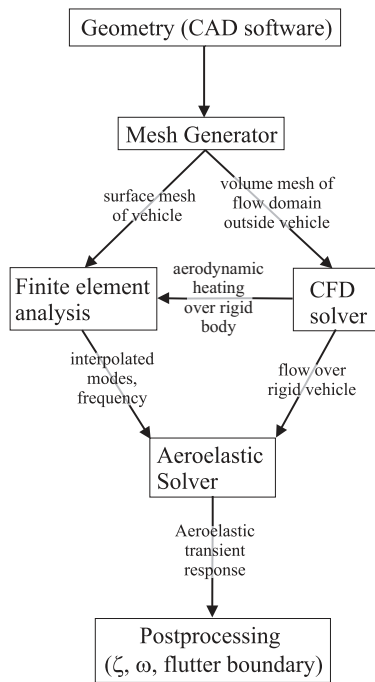 Geometry (CAD software)
Mesh Generator
surface mesh
of vehicle
volume mesh of
flow domain
outside vehicle
Finite element
analysis
aerodynamic
heating
over rigid
body
CFD
solver
interpolated
modes,
frequency
flow over
rigid vehicle
Aeroelastic
Solver
Aeroelastic
transient
response
Postprocessing
(ζ, ω, flutter boundary)